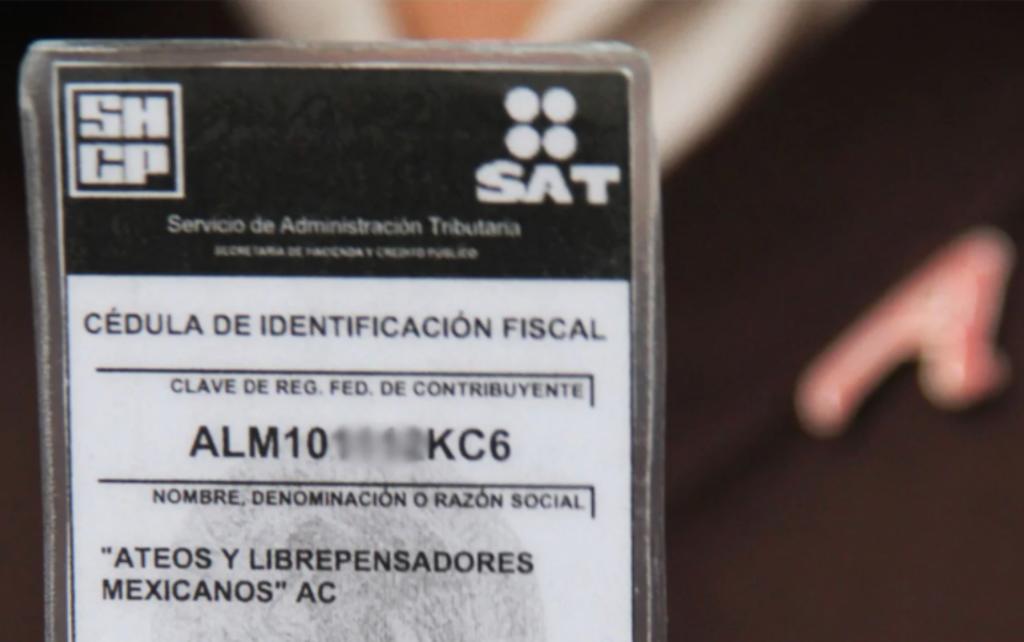 SH
CP
SAT
Servicio de Administración Tributaria
SECRETARIA DE HACIENDA Y CREDITO PUBLICO
CÉDULA DE IDENTIFICACIÓN FISCAL
CLAVE DE REG. FED. DE CONTRIBUYENTE
ALM10 KC6
NOMBRE, DENOMINACIÓN O RAZÓN SOCIAL
"ATEOS Y LIBREPENSADORES
MEXICANOS" AC